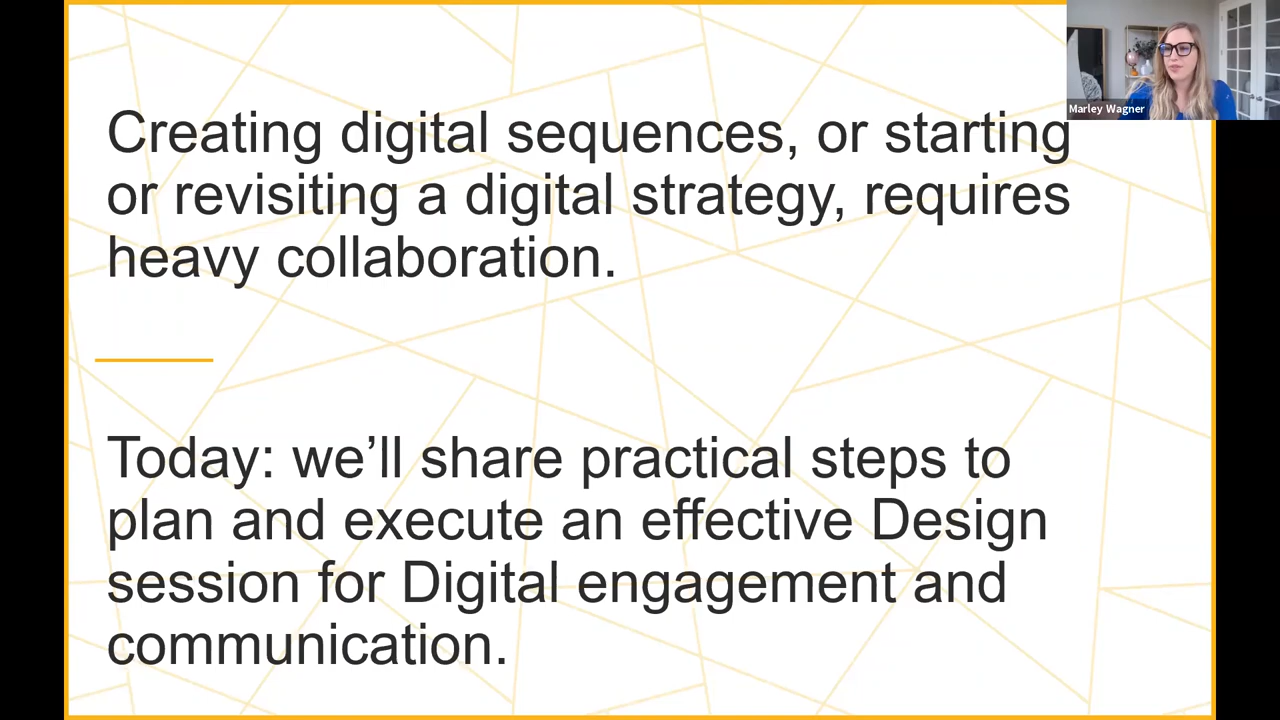 Creating digital sequences, or starting
or revisiting a digital strategy, requires
heavy collaboration.
Today: we’ll share practical steps to
plan and execute an effective Design
session for Digital engagement and
communication.
Marley Wagner